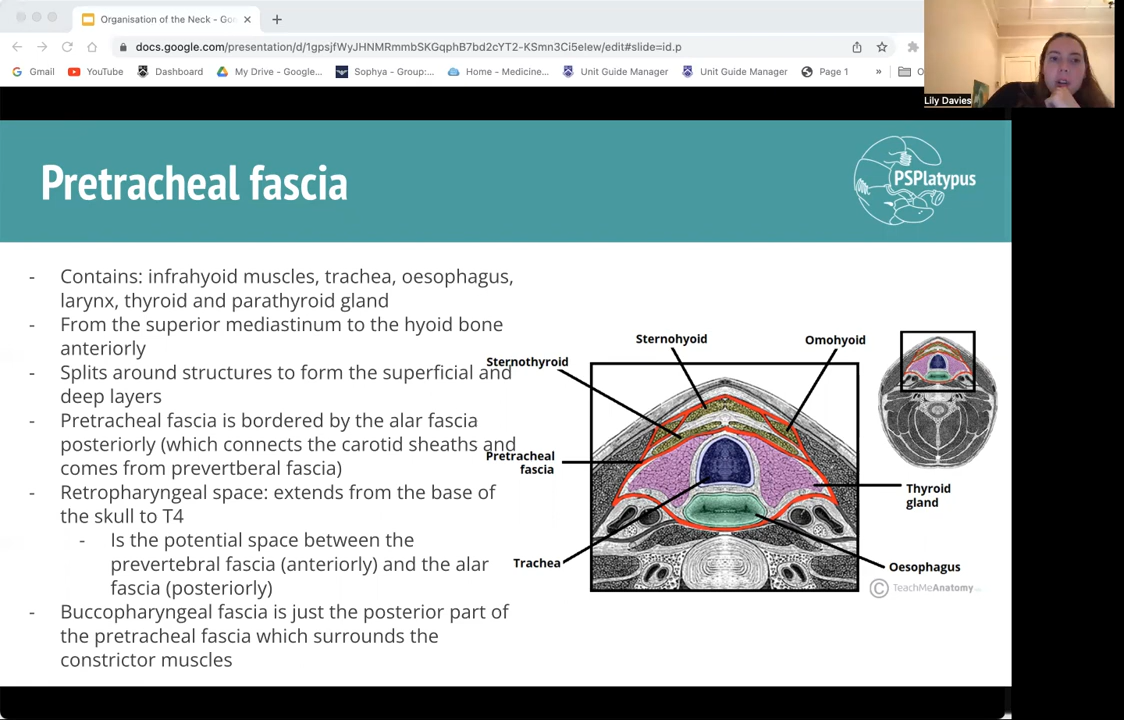 Organisation of the Neck - Go
docs.google.com/presentation/d/1gpsjfWyJHNMRmmbSKGqphB7bd2cYT2-KSmn3Ci5elew/edit#slide=id.p
Gmail
YouTube
Dashboard
My Drive - Google...
Sophya - Group:...
Home - Medicine...
Unit Guide Manager
Unit Guide Manager
Page 1
»
Lily Davies
Pretracheal fascia
PSPlatypus
- Contains: infrahyoid muscles, trachea, oesophagus,
larynx, thyroid and parathyroid gland
- From the superior mediastinum to the hyoid bone
anteriorly
- Splits around structures to form the superficial and
deep layers
- Pretracheal fascia is bordered by the alar fascia
posteriorly (which connects the carotid sheaths and
comes from prevertberal fascia)
- Retropharyngeal space: extends from the base of
the skull to T4
- Is the potential space between the
prevertebral fascia (anteriorly) and the alar
fascia (posteriorly)
- Buccopharyngeal fascia is just the posterior part of
the pretracheal fascia which surrounds the
constrictor muscles
Sternohyoid
Omohyoid
Sternothyroid
Pretracheal
fascia
Thyroid
gland
Trachea
Oesophagus
© TeachMeAnatomy